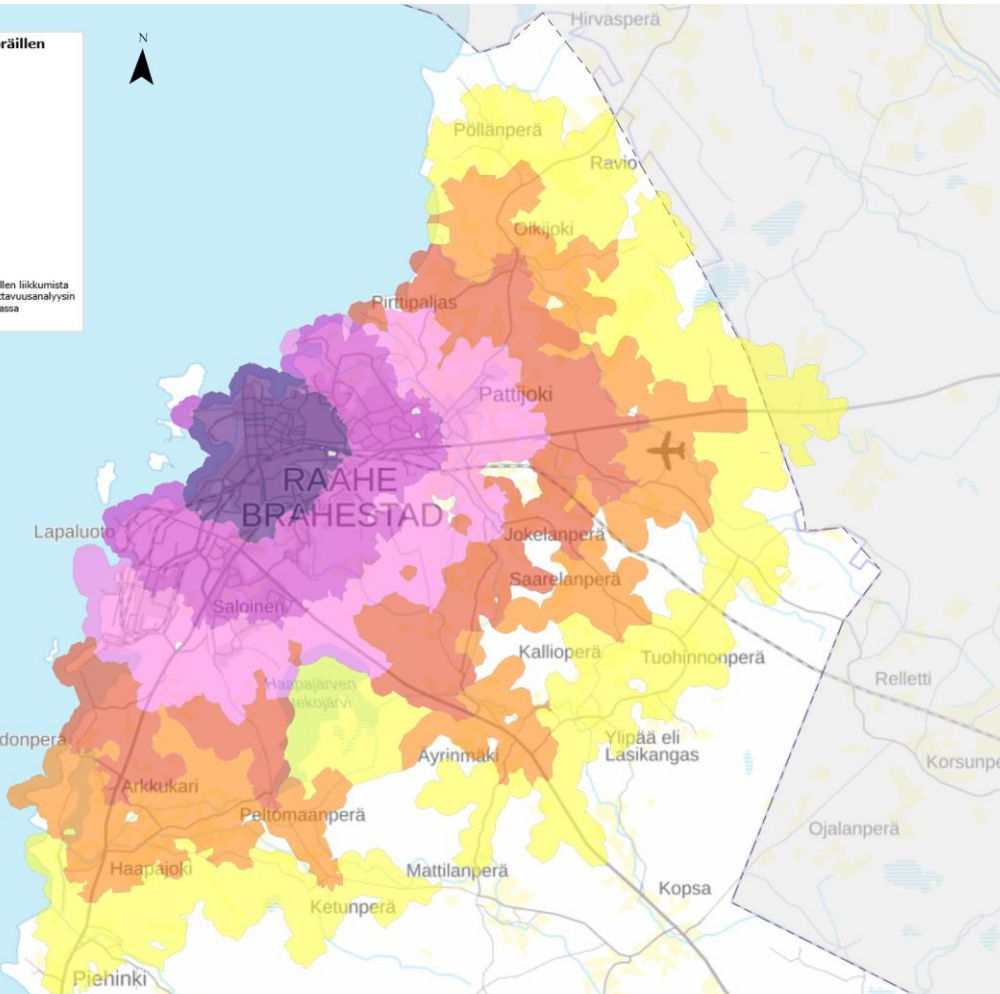 räillen
llen liikkumista
ttavuusanalyysin
assa
N
Hirvasperä
Pöllänperä
Ravio
Olkijoki
Pirttipaljas
Pattijoki
RAAHE
BRAHESTAD
Lapaluoto
Jokelanperä
Saarelanperä
Saloinen
Kallioperä
Tuohinnonperä
Relletti
Haapajärven
tekojärvi
donperä
Ylipää eli
Lasikangas
Äyrinmäki
Korsunpe
Arkkukari
Peltomaanperä
Ojalanperä
Haapajoki
Mattilanperä
Kopsa
Ketunperä
Piehinki